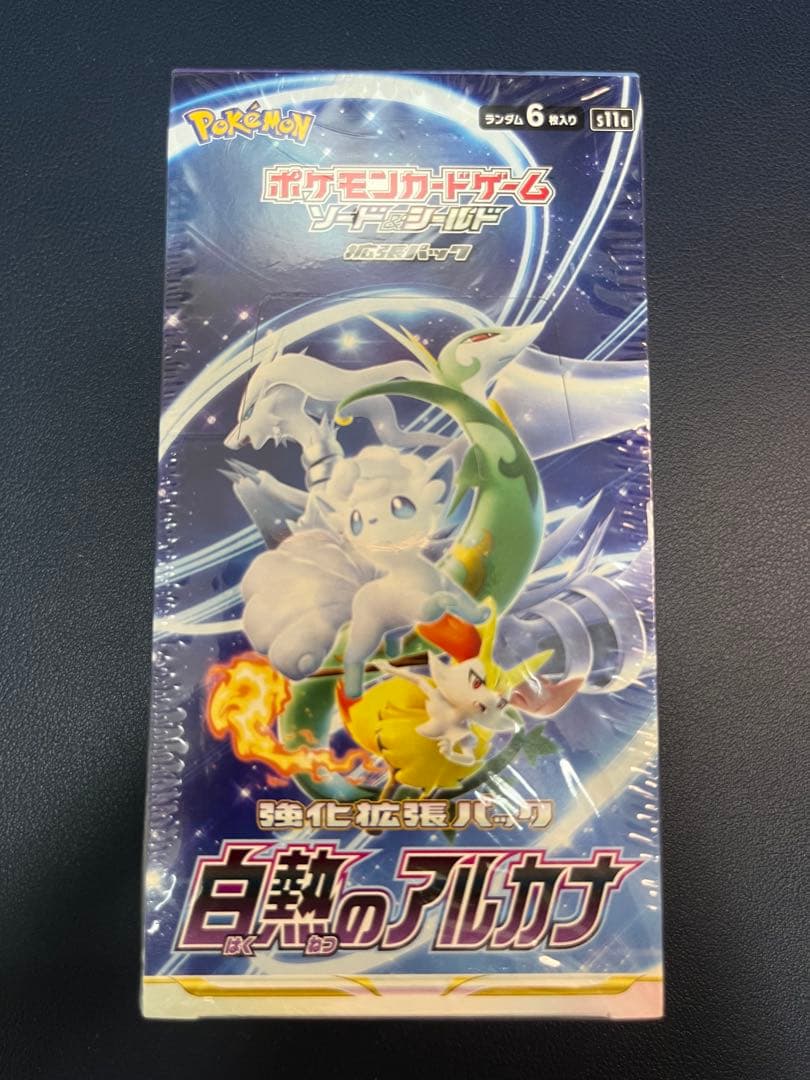 Pokémon
ランダム6枚入り s11a
ポケモンカードゲーム
ソード&シールド
拡張パック
強化拡張パック
白熱のアルカナ
はく ねつ